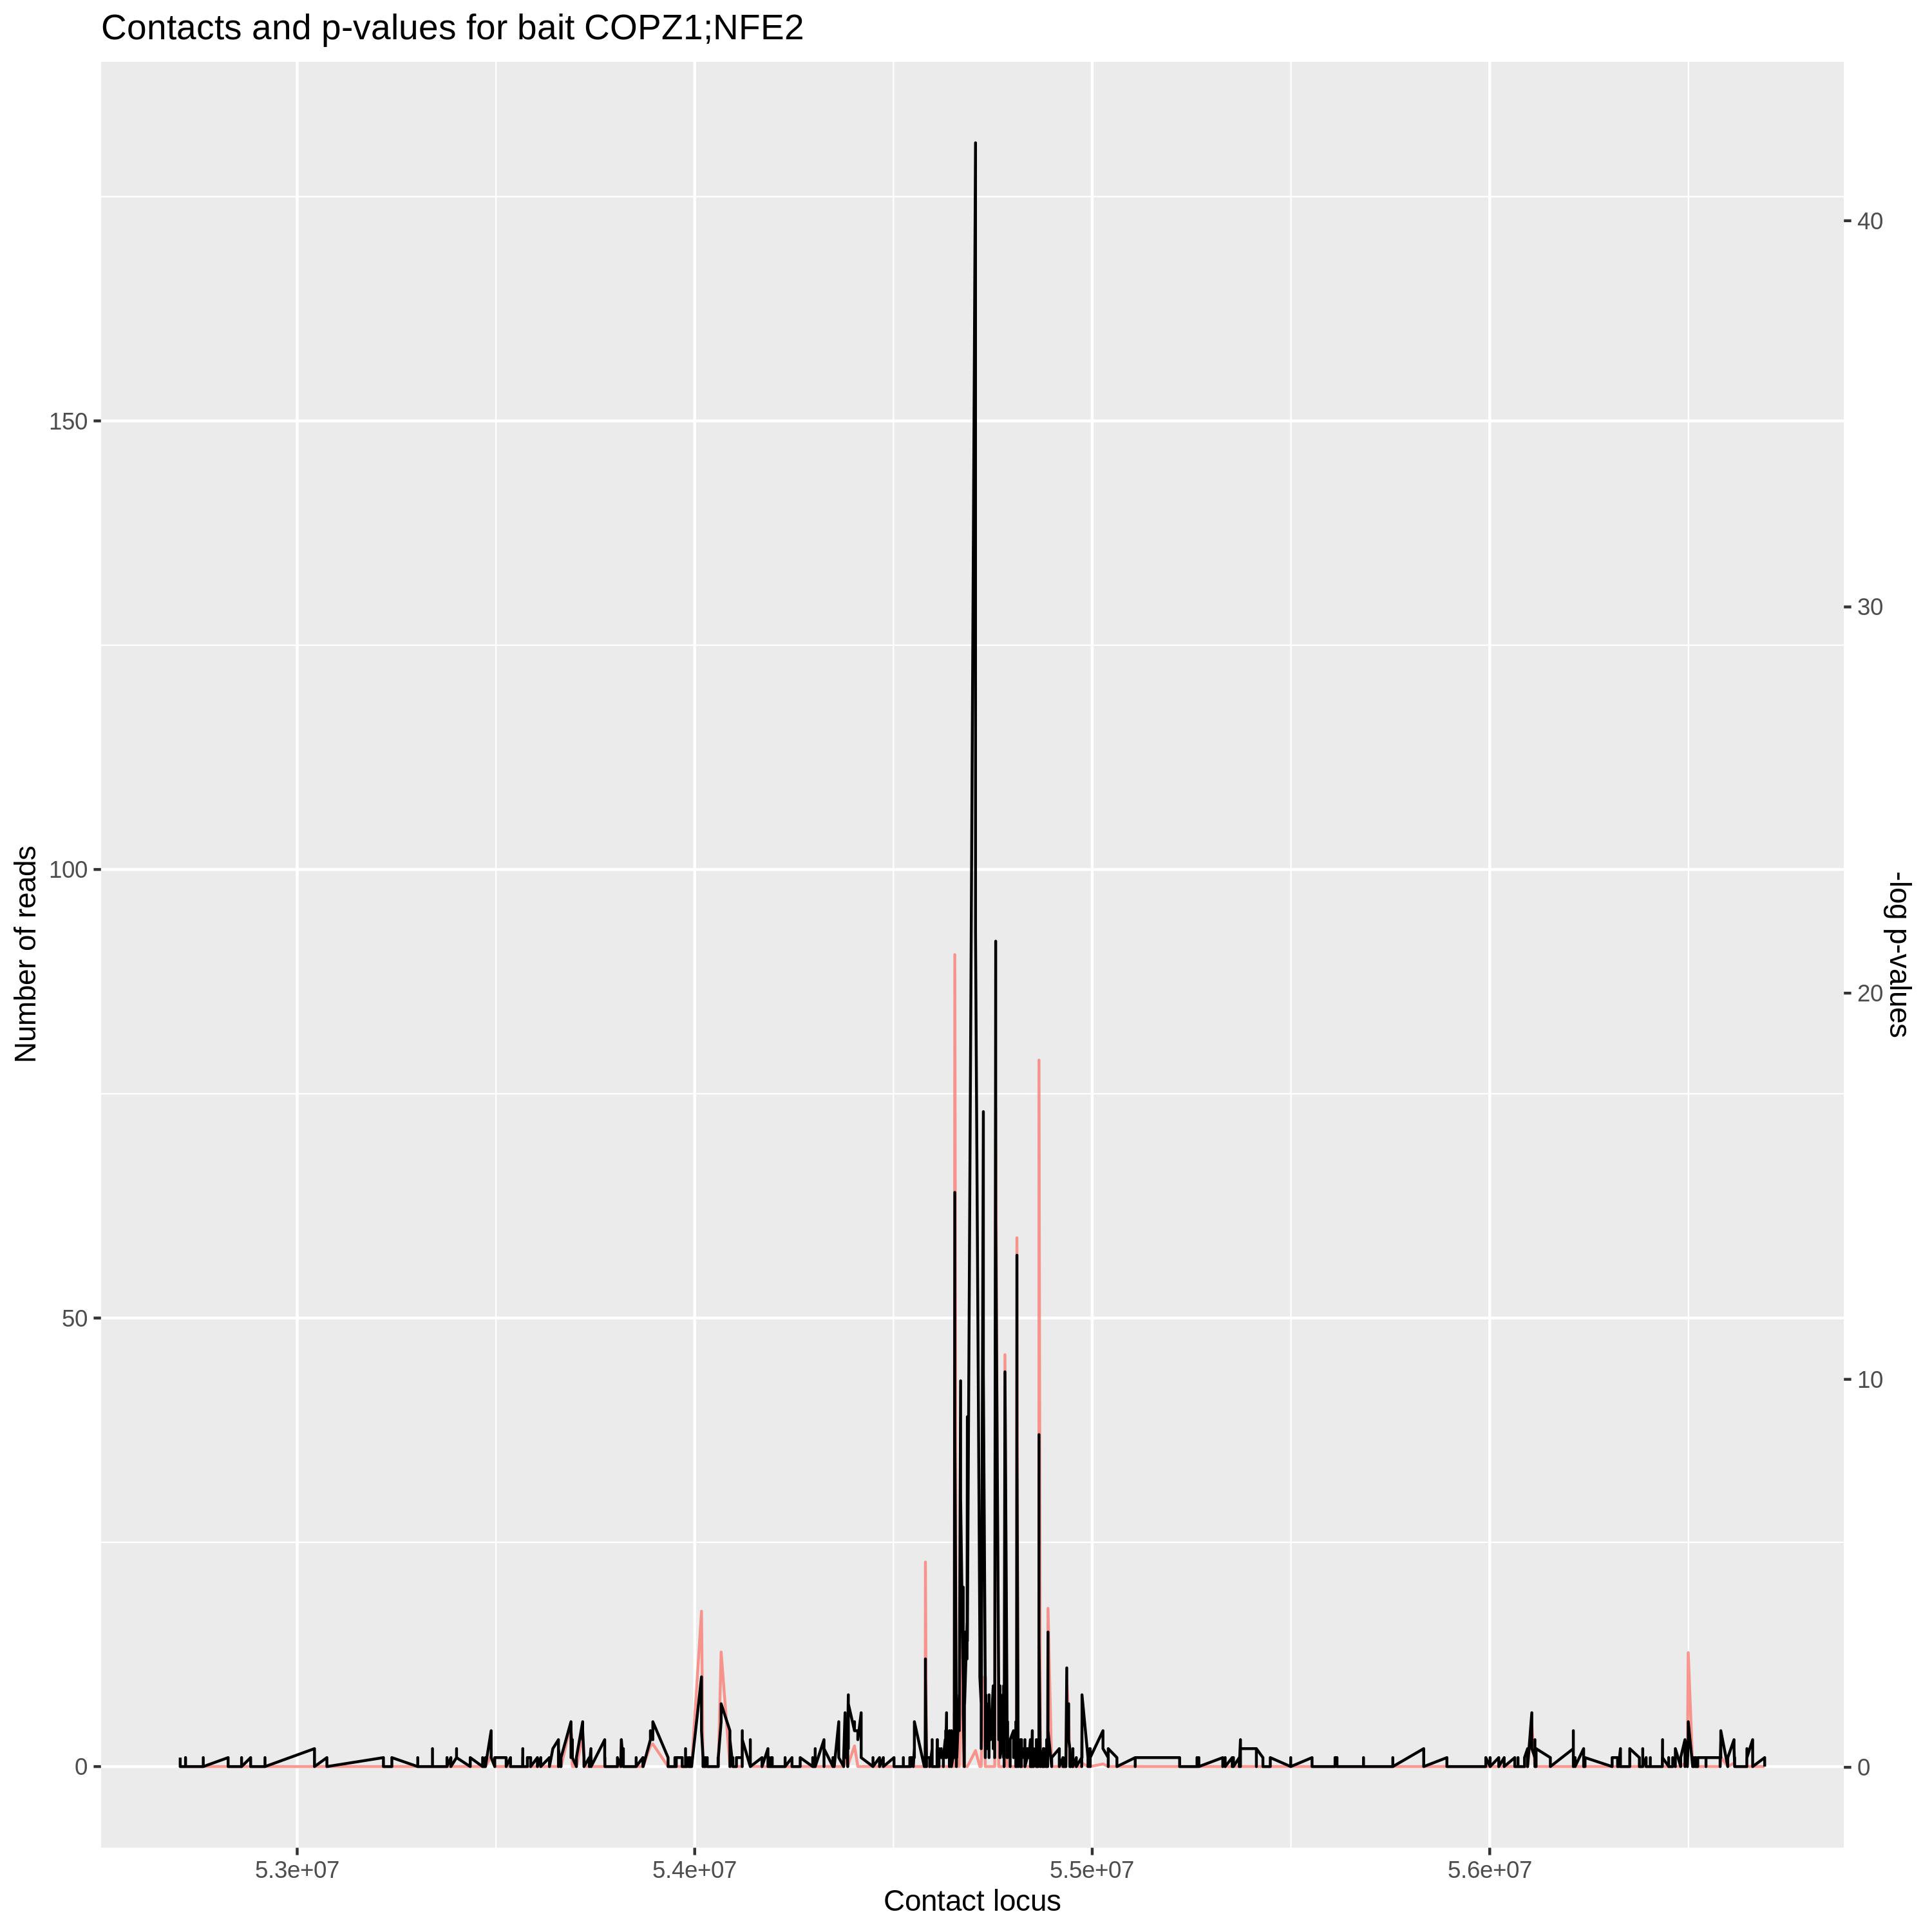 Contacts and p-values for bait COPZ1;NFE2
150
100
50
0
Number of reads
40
30
20
10
0
-log p-values
5.3e+07
5.4e+07
5.5e+07
5.6e+07
Contact locus